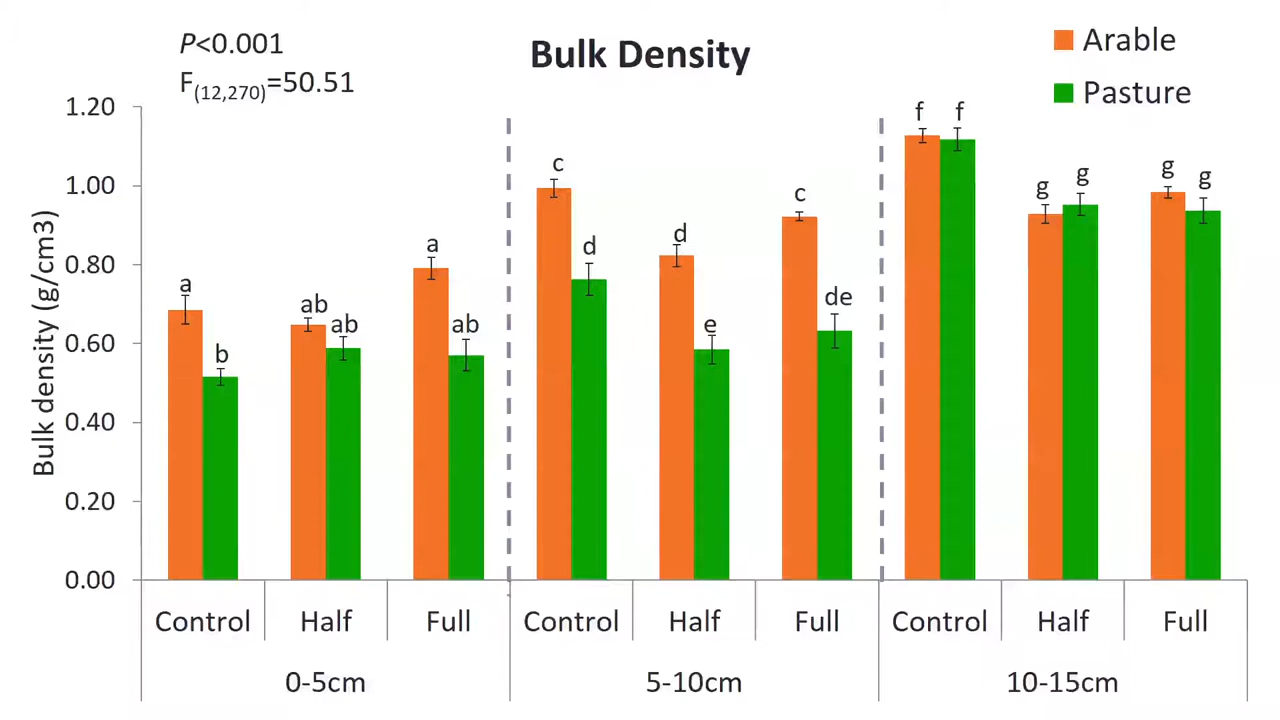 P<0.001
F(12,270)=50.51
Bulk Density
Arable
Pasture
Bulk density (g/cm3)
1.20
1.00
0.80
0.60
0.40
0.20
0.00
a
b
ab
ab
a
ab
c
d
d
e
c
de
f
f
g
g
g
g
Control
Half
Full
Control
Half
Full
Control
Half
Full
0-5cm
5-10cm
10-15cm